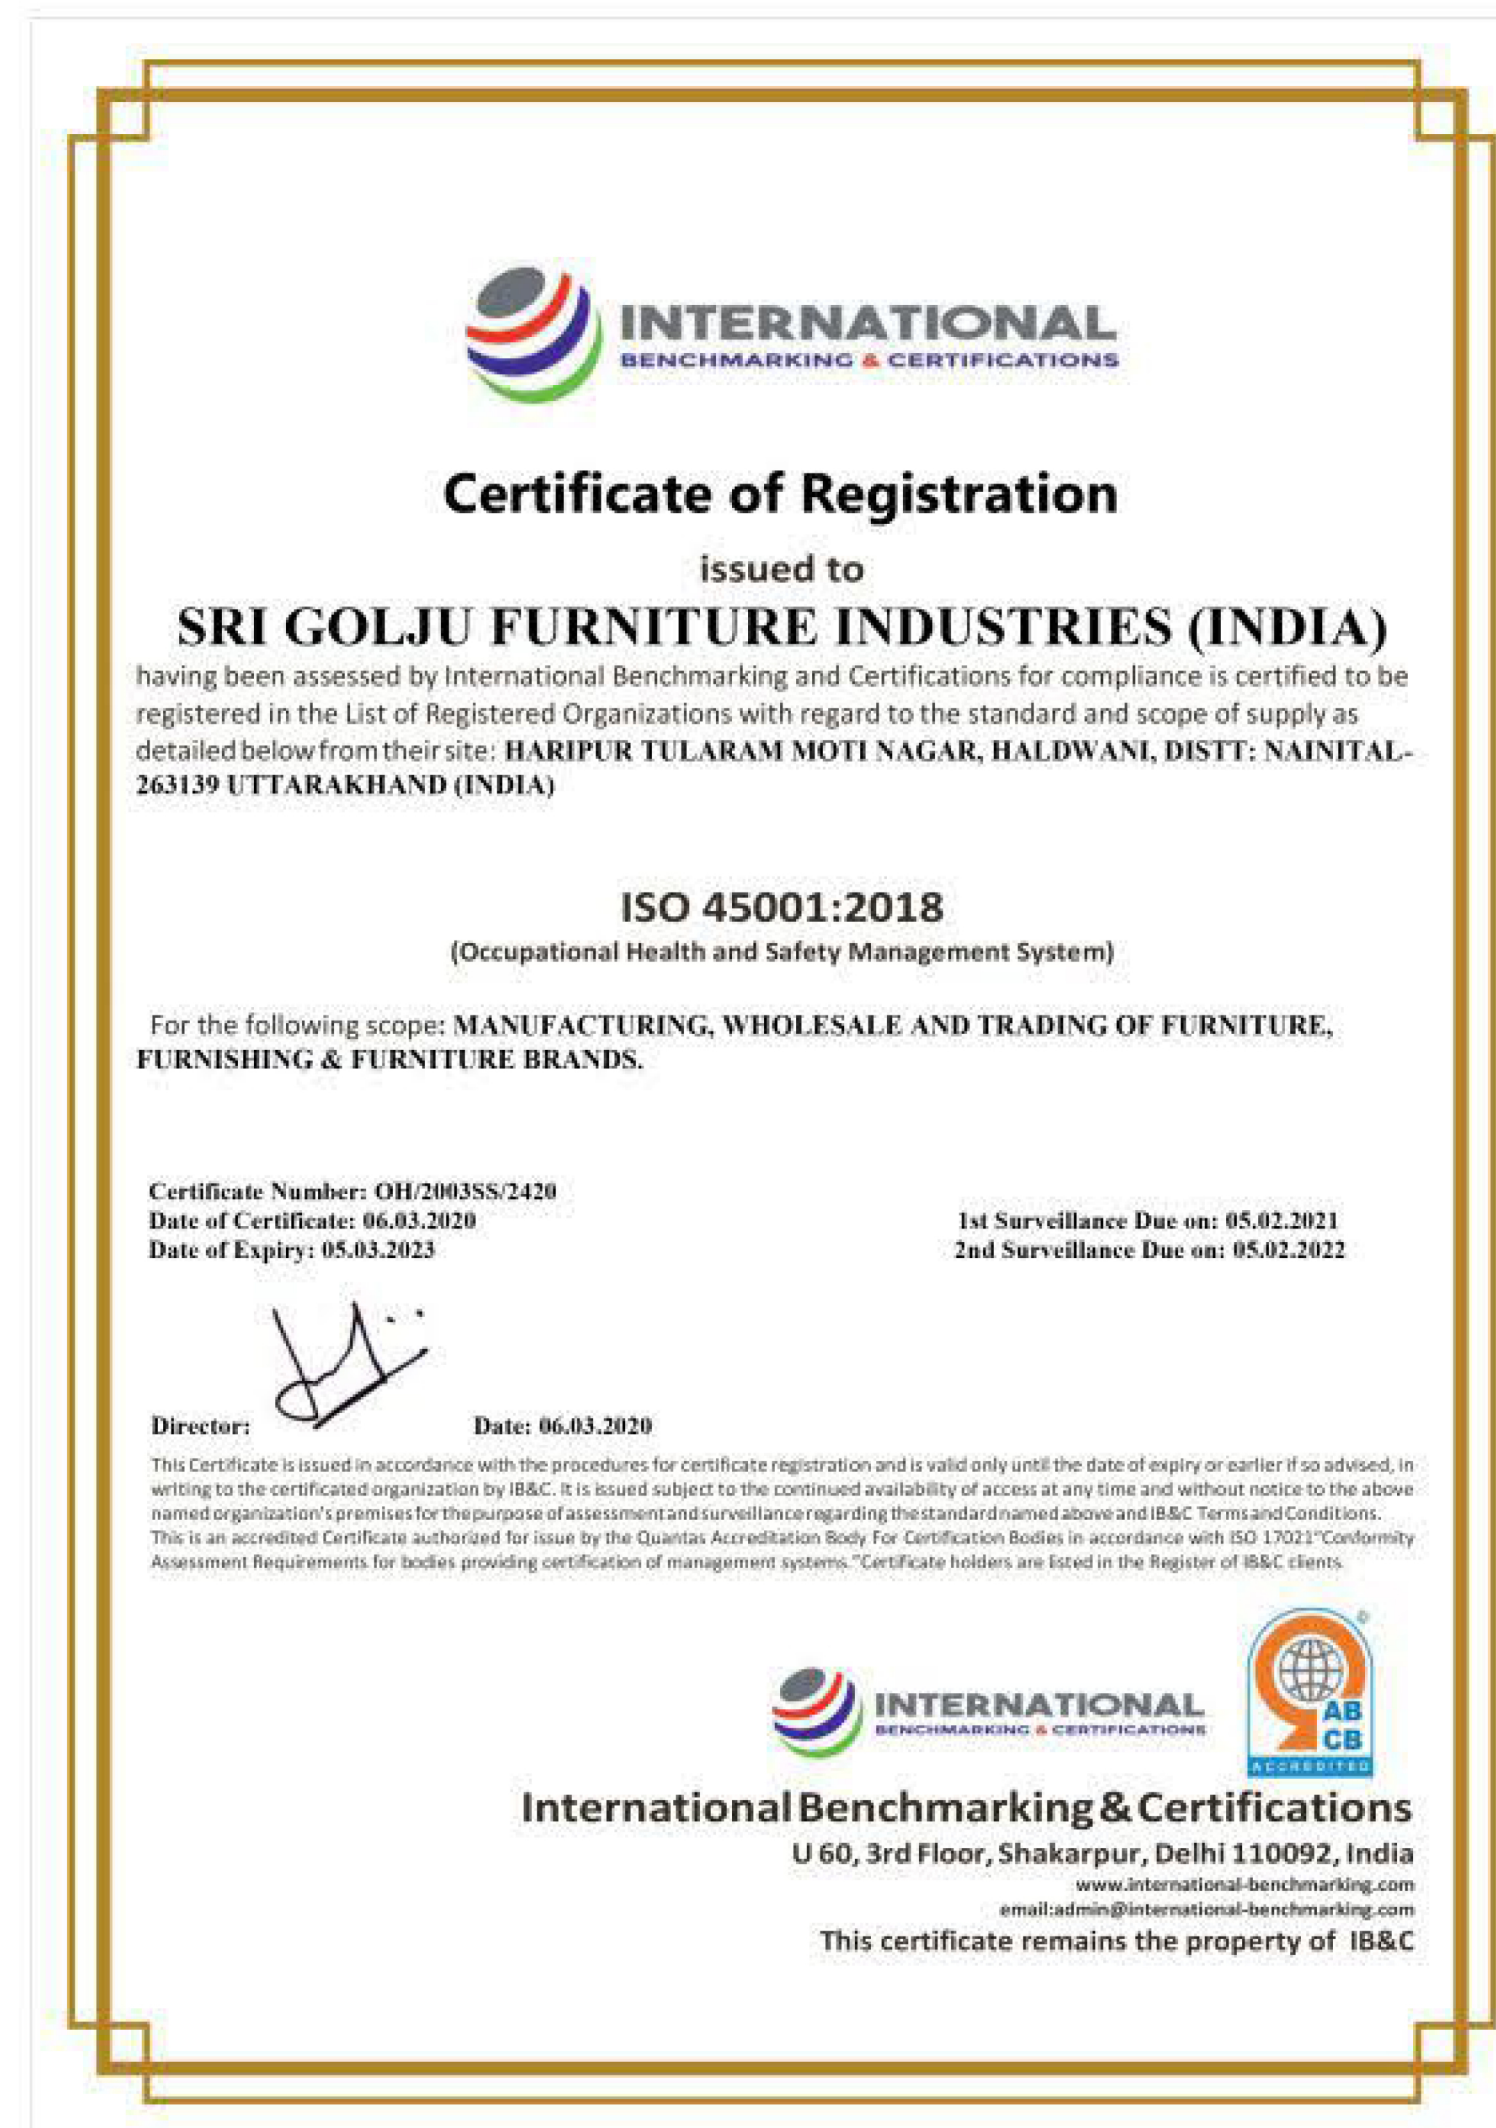 INTERNATIONAL
BENCHMARKING & CERTIFICATIONS
Certificate of Registration
issued to
SRI GOLJU FURNITURE INDUSTRIES (INDIA)
having been assessed by International Benchmarking and Certifications for compliance is certified to be
registered in the List of Registered Organizations with regard to the standard and scope of supply as
detailed below from their site: HARIPUR TULARAM MOTI NAGAR, HALDWANI, DISTT: NAINITAL-
263139 UTTARAKHAND (INDIA)
ISO 45001:2018
(Occupational Health and Safety Management System)
For the following scope: MANUFACTURING, WHOLESALE AND TRADING OF FURNITURE,
FURNISHING & FURNITURE BRANDS.
Certificate Number: OH/2003SS/2420
Date of Certificate: 06.03.2020
1st Surveillance Due on: 05.02.2021
Date of Expiry: 05.03.2023
2nd Surveillance Due on: 05.02.2022
Director:
Date: 06.03.2020
This Certificate is issued in accordance with the procedures for certificate registration and is valid only until the date of expiry or earlier if so advised, in
writing to the certificated organization by IB&C. It is issued subject to the continued availability of access at any time and without notice to the above
named organization's premises for the purpose of assessment and surveillance regarding the standard named above and IB&C Terms and Conditions.
This is an accredited Certificate authorized for issue by the Quantas Accreditation Body For Certification Bodies in accordance with ISO 17021"Conformity
Assessment Requirements for bodies providing certification of management systems."Certificate holders are listed in the Register of IB&C clients.
INTERNATIONAL
BENCHMARKING & CERTIFICATIONS
©
AB
CB
ACCREDITED
International Benchmarking & Certifications
U 60, 3rd Floor, Shakarpur, Delhi 110092, India
www.international-benchmarking.com
email:admin@international-benchmarking.com
This certificate remains the property of IB&C